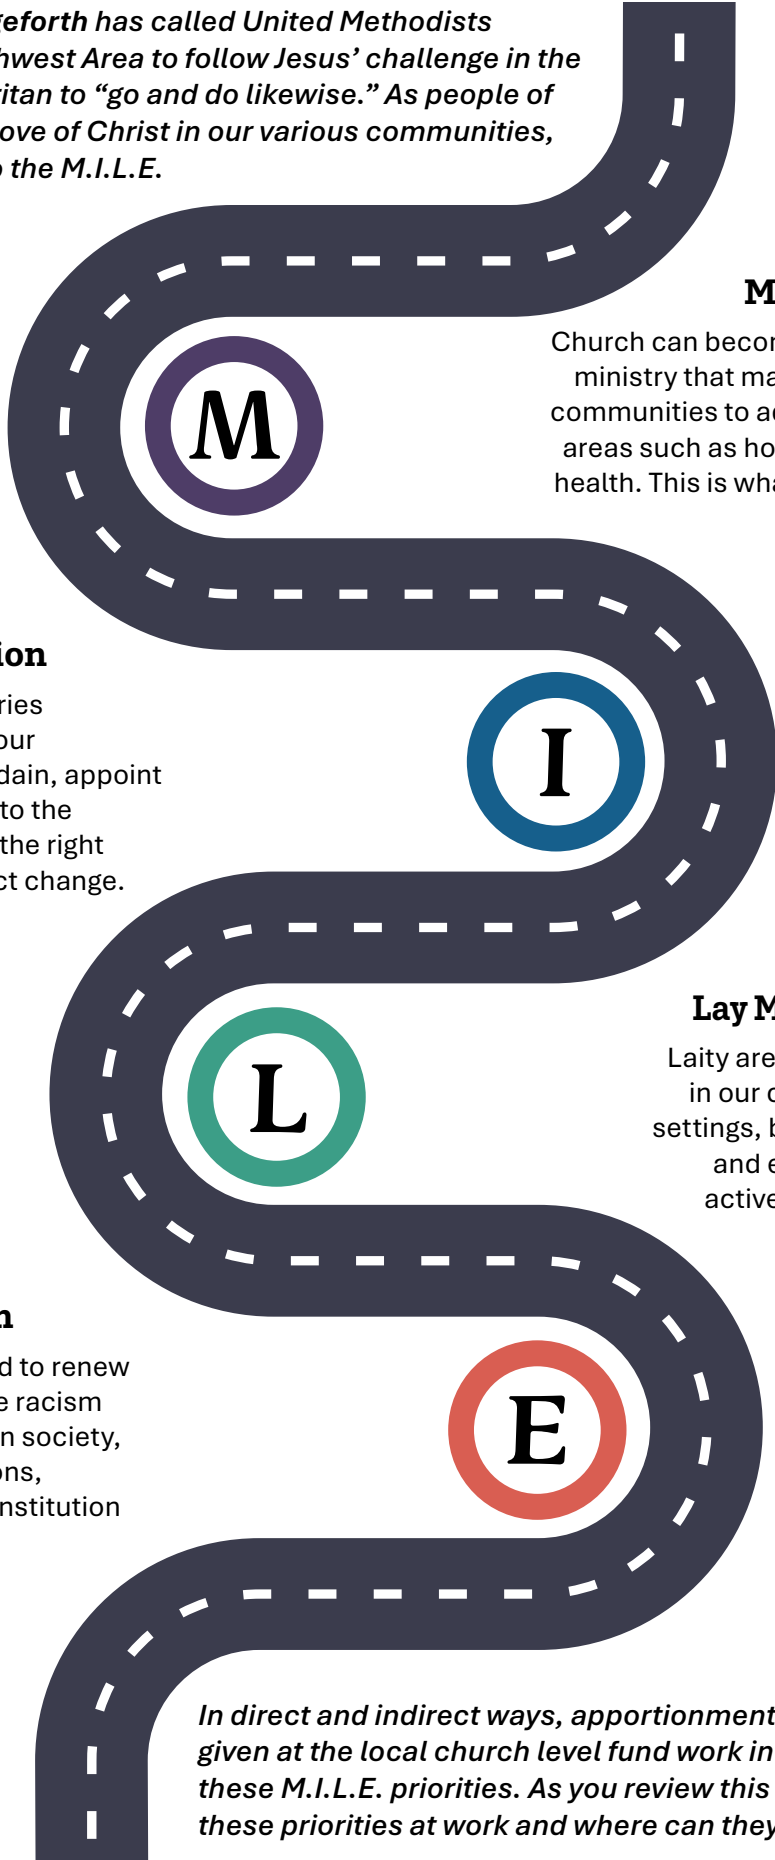 geforth has called United Methodists
hwest Area to follow Jesus’ challenge in the
itan to “go and do likewise.” As people of
ove of Christ in our various communities,
o the M.I.L.E.
M
Church can becom
ministry that ma
communities to ad
areas such as ho
health. This is wha
M
ion
ries
our
dain, appoint
to the
the right
ct change.
I
Lay M
Laity are
in our c
settings, b
and e
active
L
n
d to renew
e racism
n society,
ons,
nstitution
E
In direct and indirect ways, apportionment
given at the local church level fund work in
these M.I.L.E. priorities. As you review this
these priorities at work and where can they